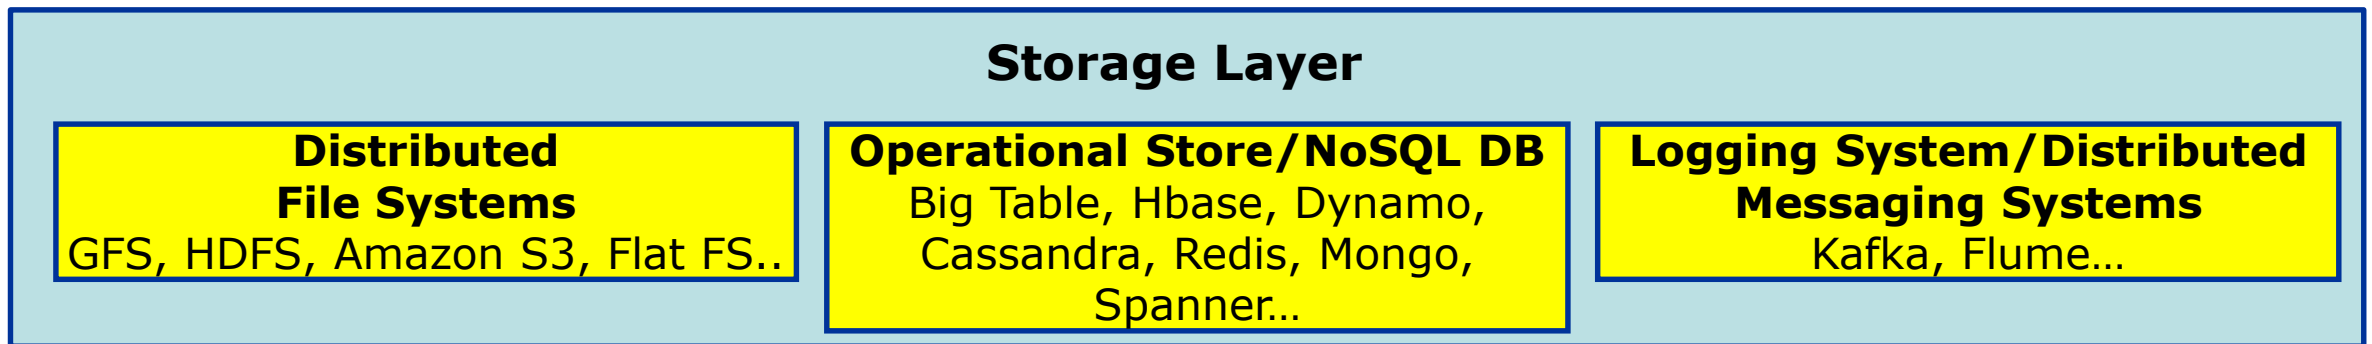 Storage Layer
Distributed
File Systems
GFS, HDFS, Amazon S3, Flat FS..
Operational Store/NoSQL DB
Big Table, Hbase, Dynamo,
Cassandra, Redis, Mongo,
Spanner…
Logging System/Distributed
Messaging Systems
Kafka, Flume…